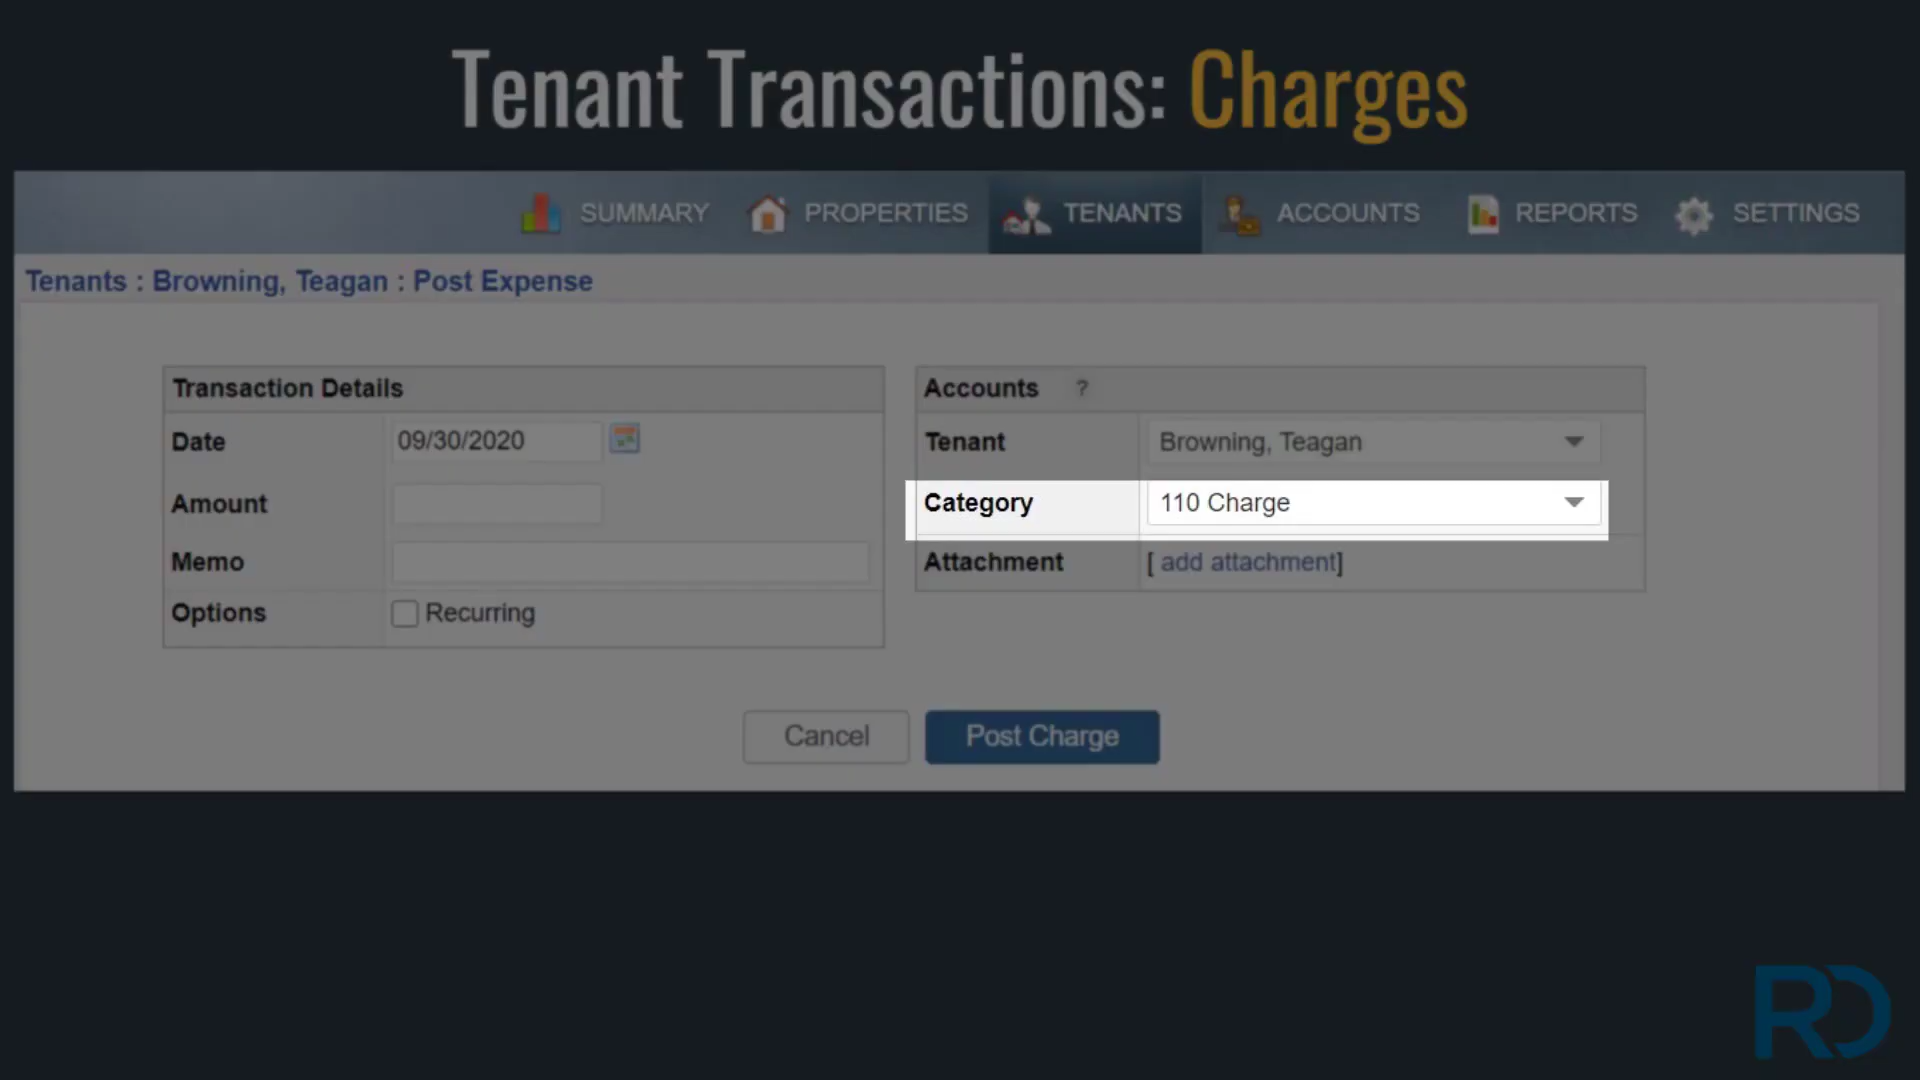 Tenant Transactions: Charges
SUMMARY PROPERTIES TENANTS ACCOUNTS REPORTS SETTINGS
Tenants : Browning, Teagan : Post Expense
Transaction Details
Date 09/30/2020
Amount
Memo
Options Recurring
Accounts ?
Tenant Browning, Teagan
Category 110 Charge
Attachment [ add attachment]
Cancel Post Charge
RD